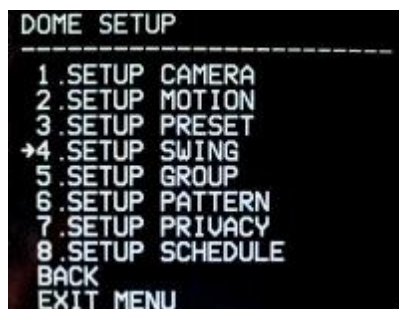 DOME SETUP
--------------------------------
1.SETUP CAMERA
2.SETUP MOTION
3.SETUP PRESET
→4.SETUP SWING
5.SETUP GROUP
6.SETUP PATTERN
7.SETUP PRIVACY
8.SETUP SCHEDULE
BACK
EXIT MENU